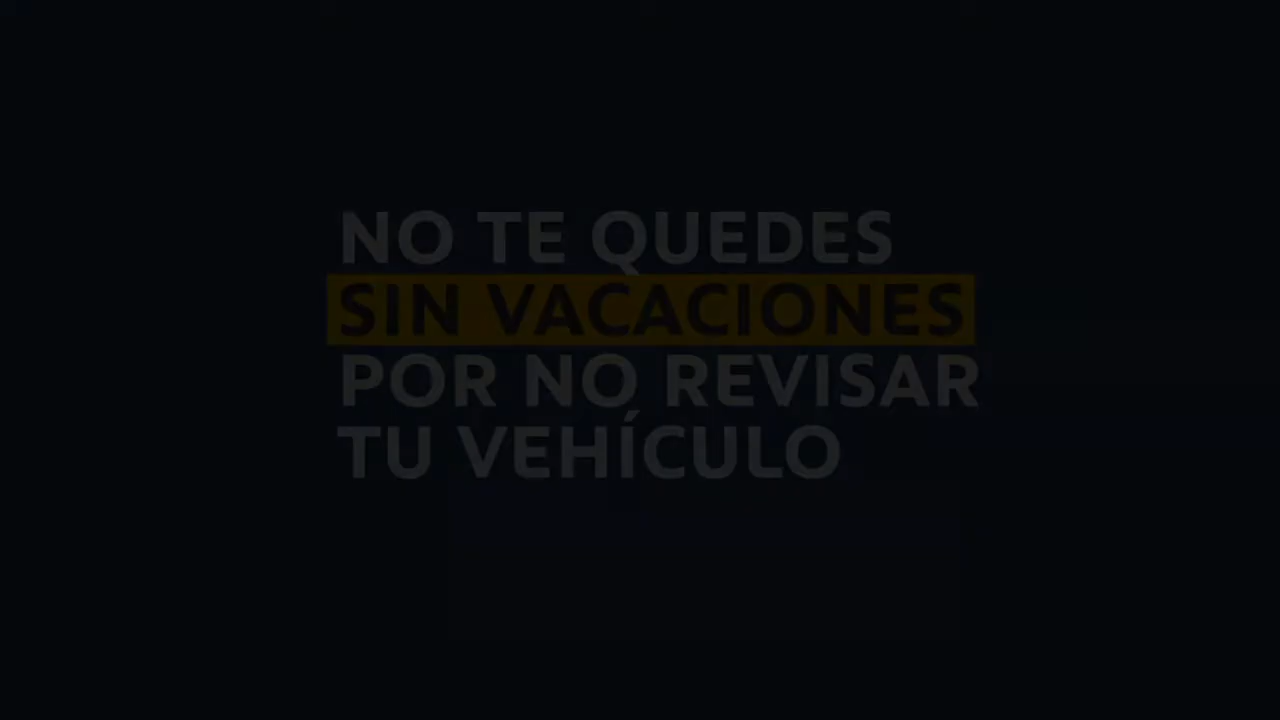 NO TE QUEDES
SIN VACACIONES
POR NO REVISAR
TU VEHÍCULO